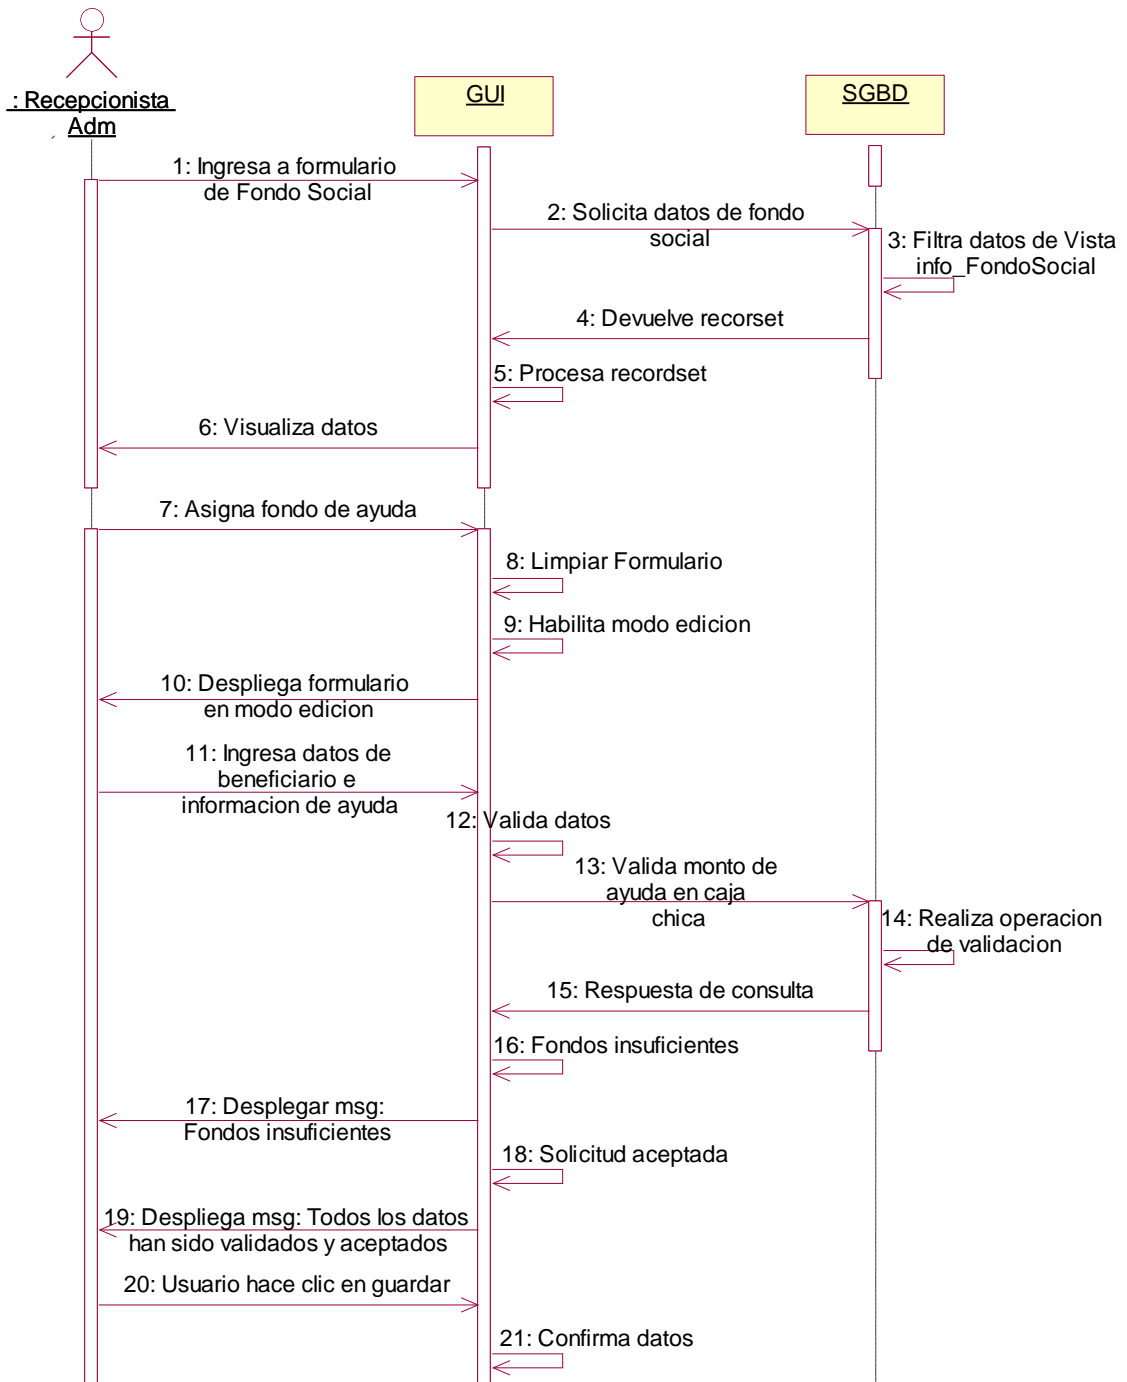 : Recepcionista
Adm
GUI
SGBD
1: Ingresa a formulario
de Fondo Social
2: Solicita datos de fondo
social
3: Filtra datos de Vista
info_FondoSocial
4: Devuelve recorset
5: Procesa recordset
6: Visualiza datos
7: Asigna fondo de ayuda
8: Limpiar Formulario
9: Habilita modo edicion
10: Despliega formulario
en modo edicion
11: Ingresa datos de
beneficiario e
informacion de ayuda
12: Valida datos
13: Valida monto de
ayuda en caja
chica
14: Realiza operacion
de validacion
15: Respuesta de consulta
16: Fondos insuficientes
17: Desplegar msg:
Fondos insuficientes
18: Solicitud aceptada
19: Despliega msg: Todos los datos
han sido validados y aceptados
20: Usuario hace clic en guardar
21: Confirma datos